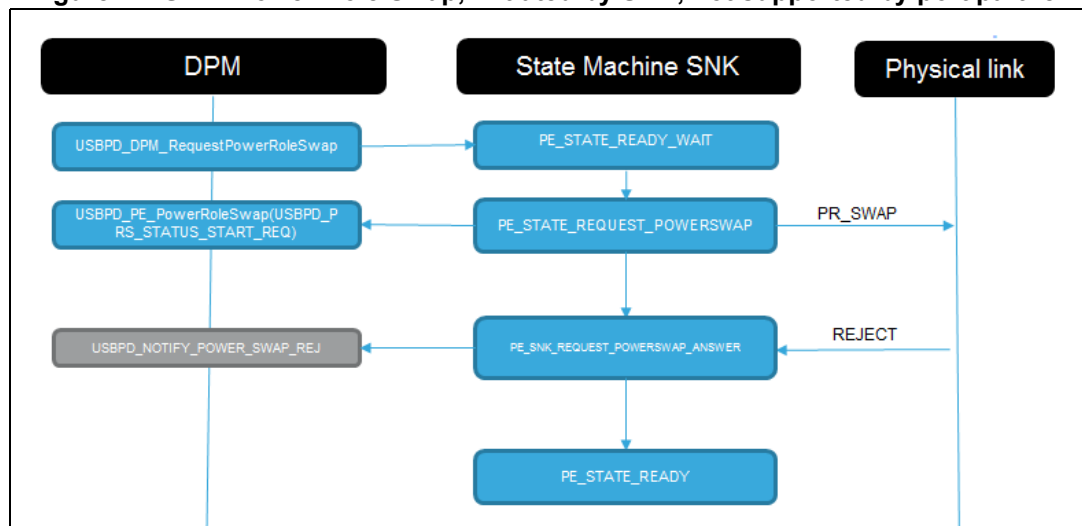 DPM
State Machine SNK
Physical link
USBPD_DPM_RequestPowerRoleSwap
PE_STATE_READY_WAIT
USBPD_PE_PowerRoleSwap(USBPD_P
RS_STATUS_START_REQ)
PE_STATE_REQUEST_POWERSWAP
PR_SWAP
USBPD_NOTIFY_POWER_SWAP_REJ
PE_SNK_REQUEST_POWERSWAP_ANSWER
REJECT
PE_STATE_READY